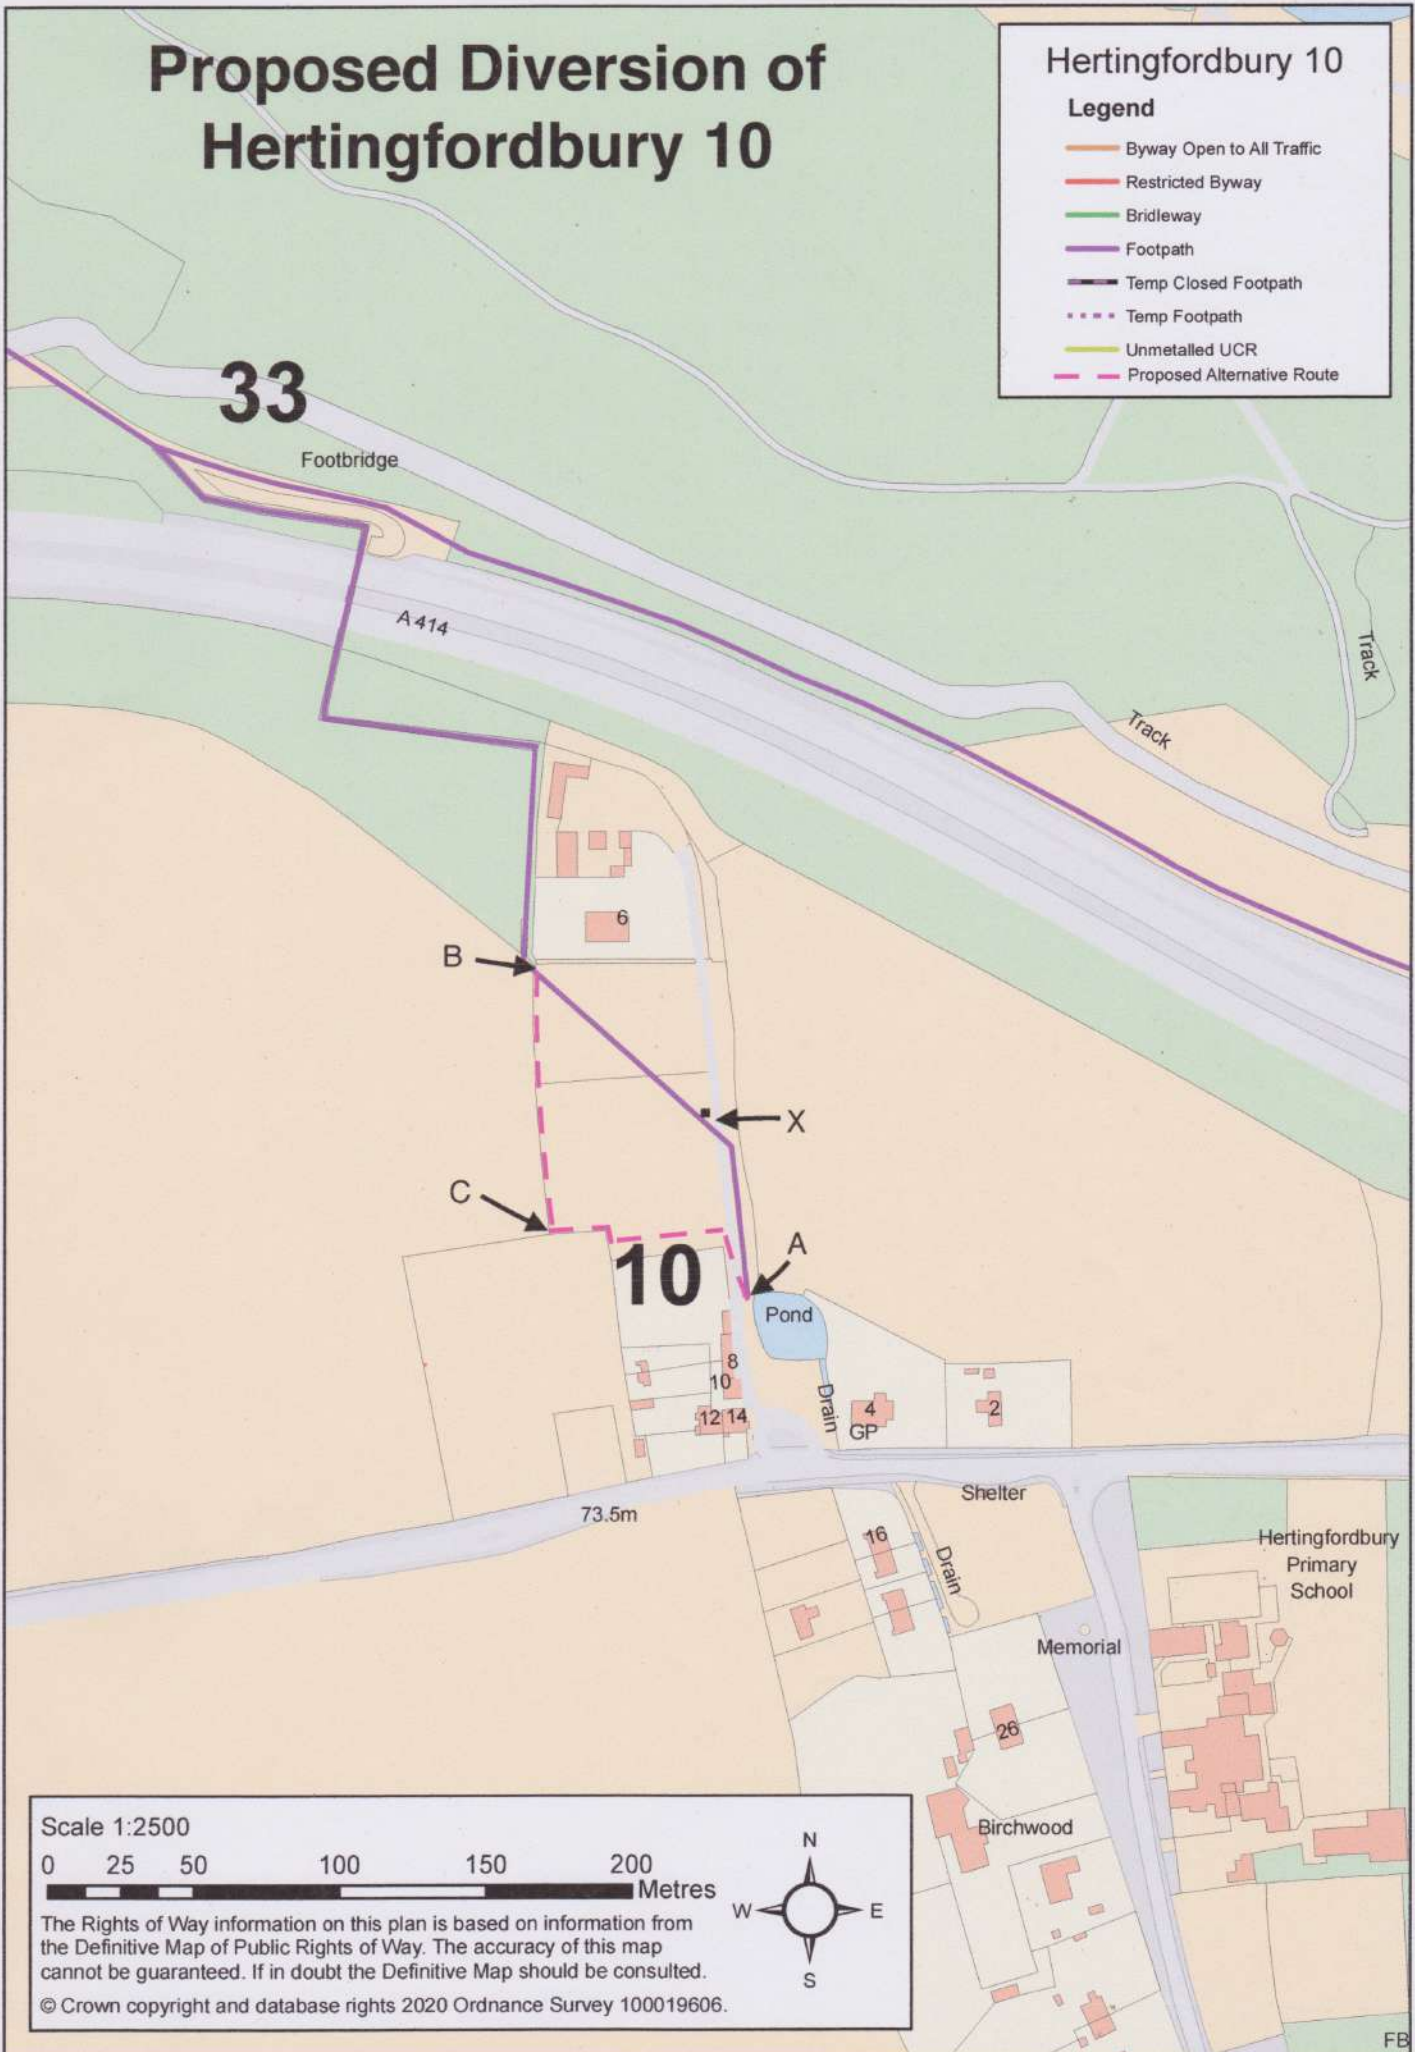 Proposed Diversion of
Hertingfordbury 10
Hertingfordbury 10
Legend
Byway Open to All Traffic
Restricted Byway
Bridleway
Footpath
Temp Closed Footpath
Temp Footpath
Unmetalled UCR
Proposed Alternative Route
33
Footbridge
A 414
Track
Track
6
B
X
C
A
10
Pond
8
10
12 14
Drain
4
GP
2
Shelter
73.5m
16
Drain
Hertingfordbury
Primary
School
Memorial
26
Birchwood
FB
Scale 1:2500
0 25 50 100 150 200
Metres
N
W E
S
The Rights of Way information on this plan is based on information from
the Definitive Map of Public Rights of Way. The accuracy of this map
cannot be guaranteed. If in doubt the Definitive Map should be consulted.
© Crown copyright and database rights 2020 Ordnance Survey 100019606.